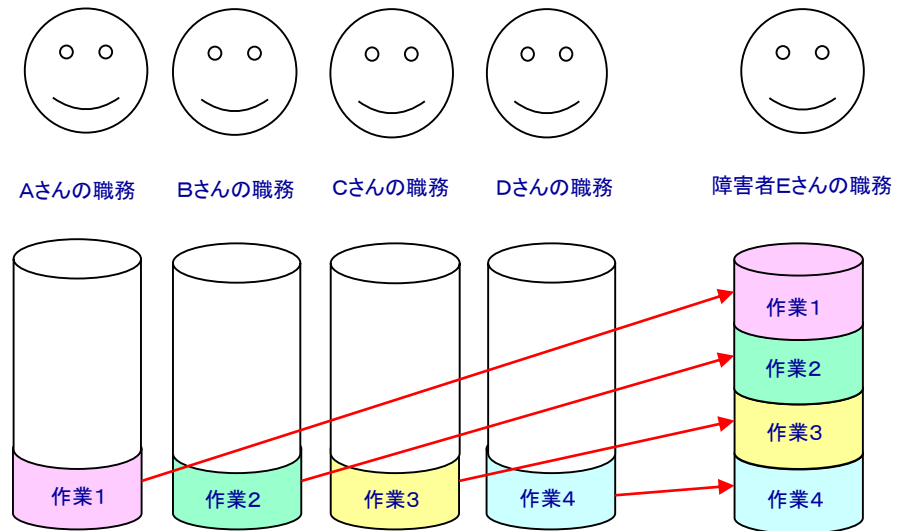 Aさんの職務
Bさんの職務
Cさんの職務
Dさんの職務
障害者Eさんの職務
作業1
作業2
作業3
作業4
作業1
作業2
作業3
作業4